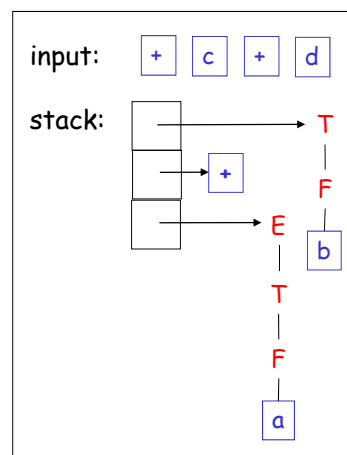 input: + c + d
stack: T
+ F
E b
T
F
a